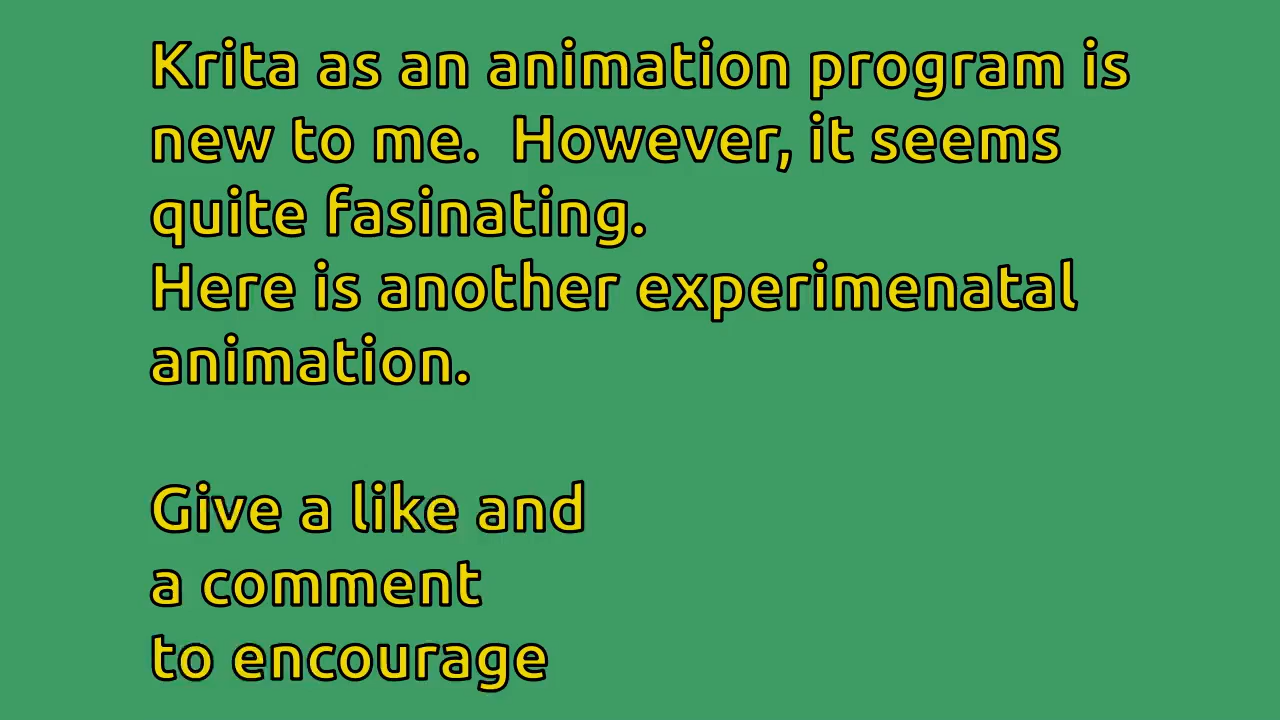 Krita as an animation program is
new to me.  However, it seems
quite fasinating.
Here is another experimenatal
animation.
Give a like and
a comment
to encourage